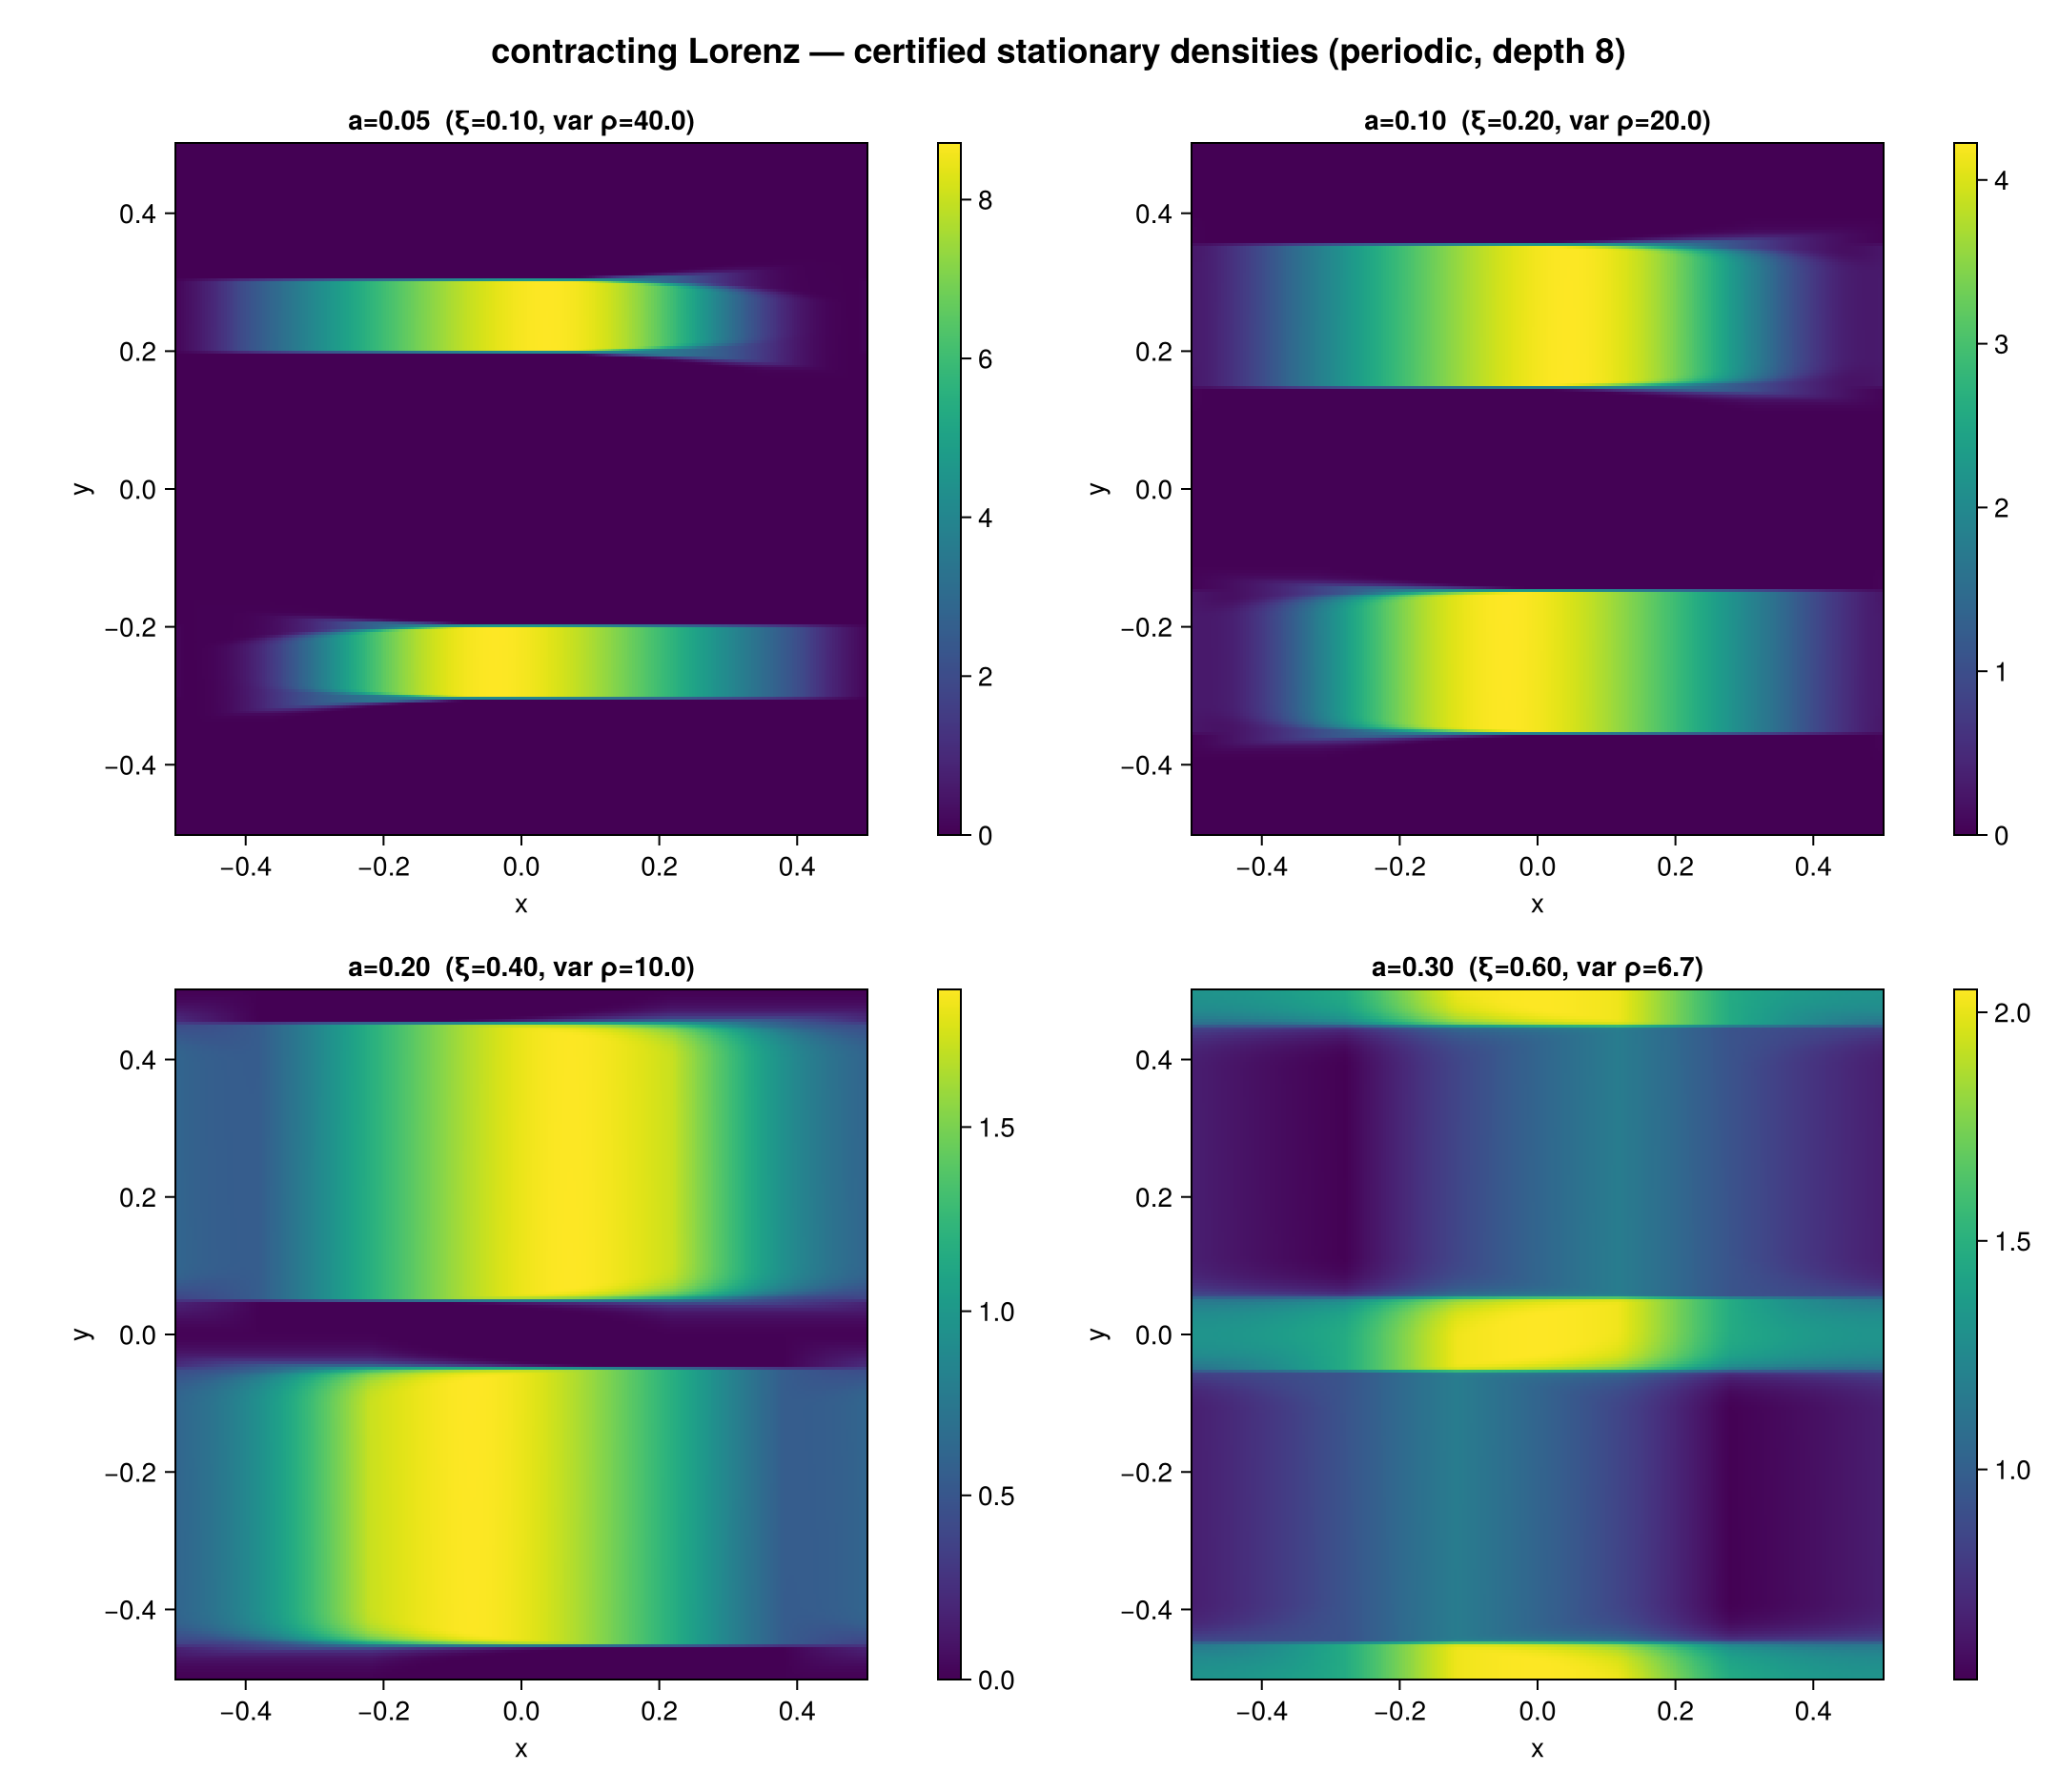 contracting Lorenz — certified stationary densities (periodic, depth 8)
a=0.05 (ξ=0.10, var ρ=40.0)
y
0.4
0.2
0.0
−0.2
−0.4
−0.4 −0.2 0.0 0.2 0.4
x
8
6
4
2
0
a=0.10 (ξ=0.20, var ρ=20.0)
y
0.4
0.2
0.0
−0.2
−0.4
−0.4 −0.2 0.0 0.2 0.4
x
4
3
2
1
0
a=0.20 (ξ=0.40, var ρ=10.0)
y
0.4
0.2
0.0
−0.2
−0.4
−0.4 −0.2 0.0 0.2 0.4
x
1.5
1.0
0.5
0.0
a=0.30 (ξ=0.60, var ρ=6.7)
y
0.4
0.2
0.0
−0.2
−0.4
−0.4 −0.2 0.0 0.2 0.4
x
2.0
1.5
1.0